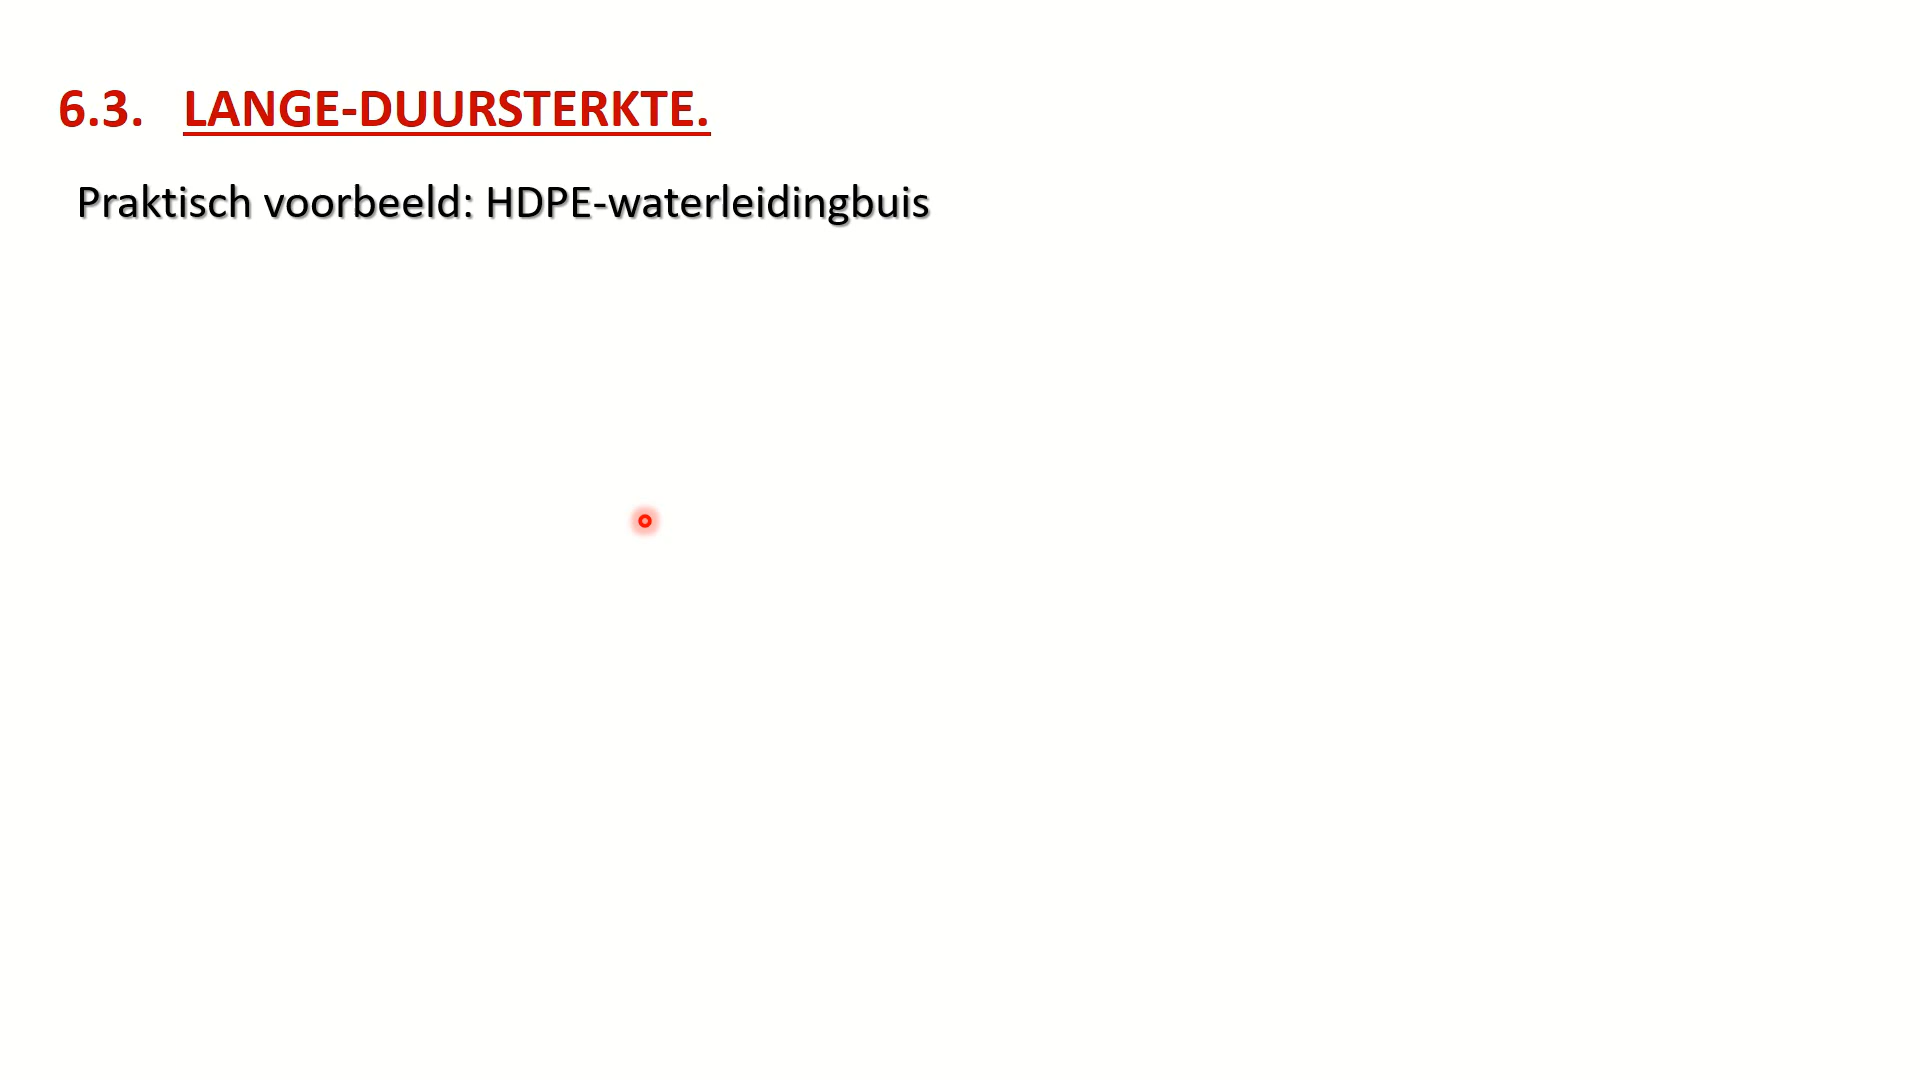 6.3. LANGE-DUURSTERKTE.
Praktisch voorbeeld: HDPE-waterleidingbuis